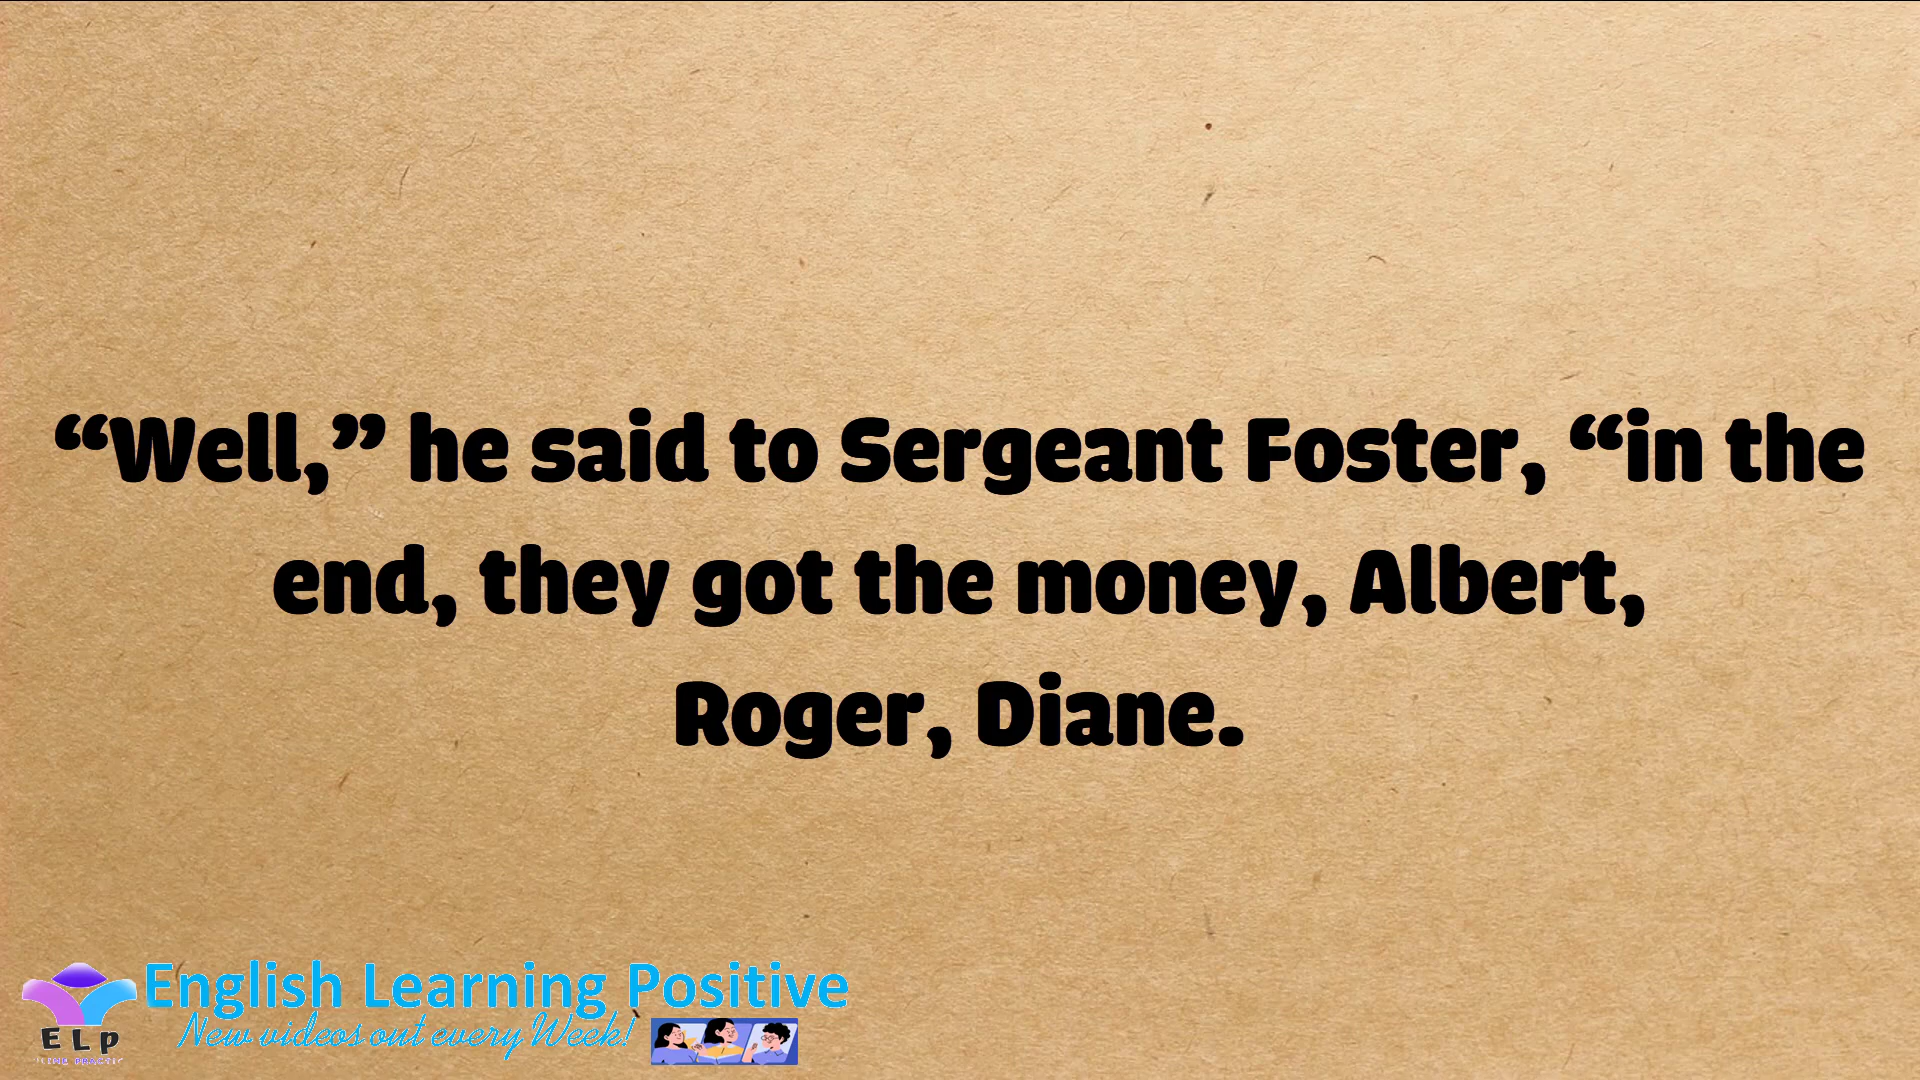 “Well,” he said to Sergeant Foster, “in the
end, they got the money, Albert,
Roger, Diane.
English Learning Positive
New videos out every Week!
ELP